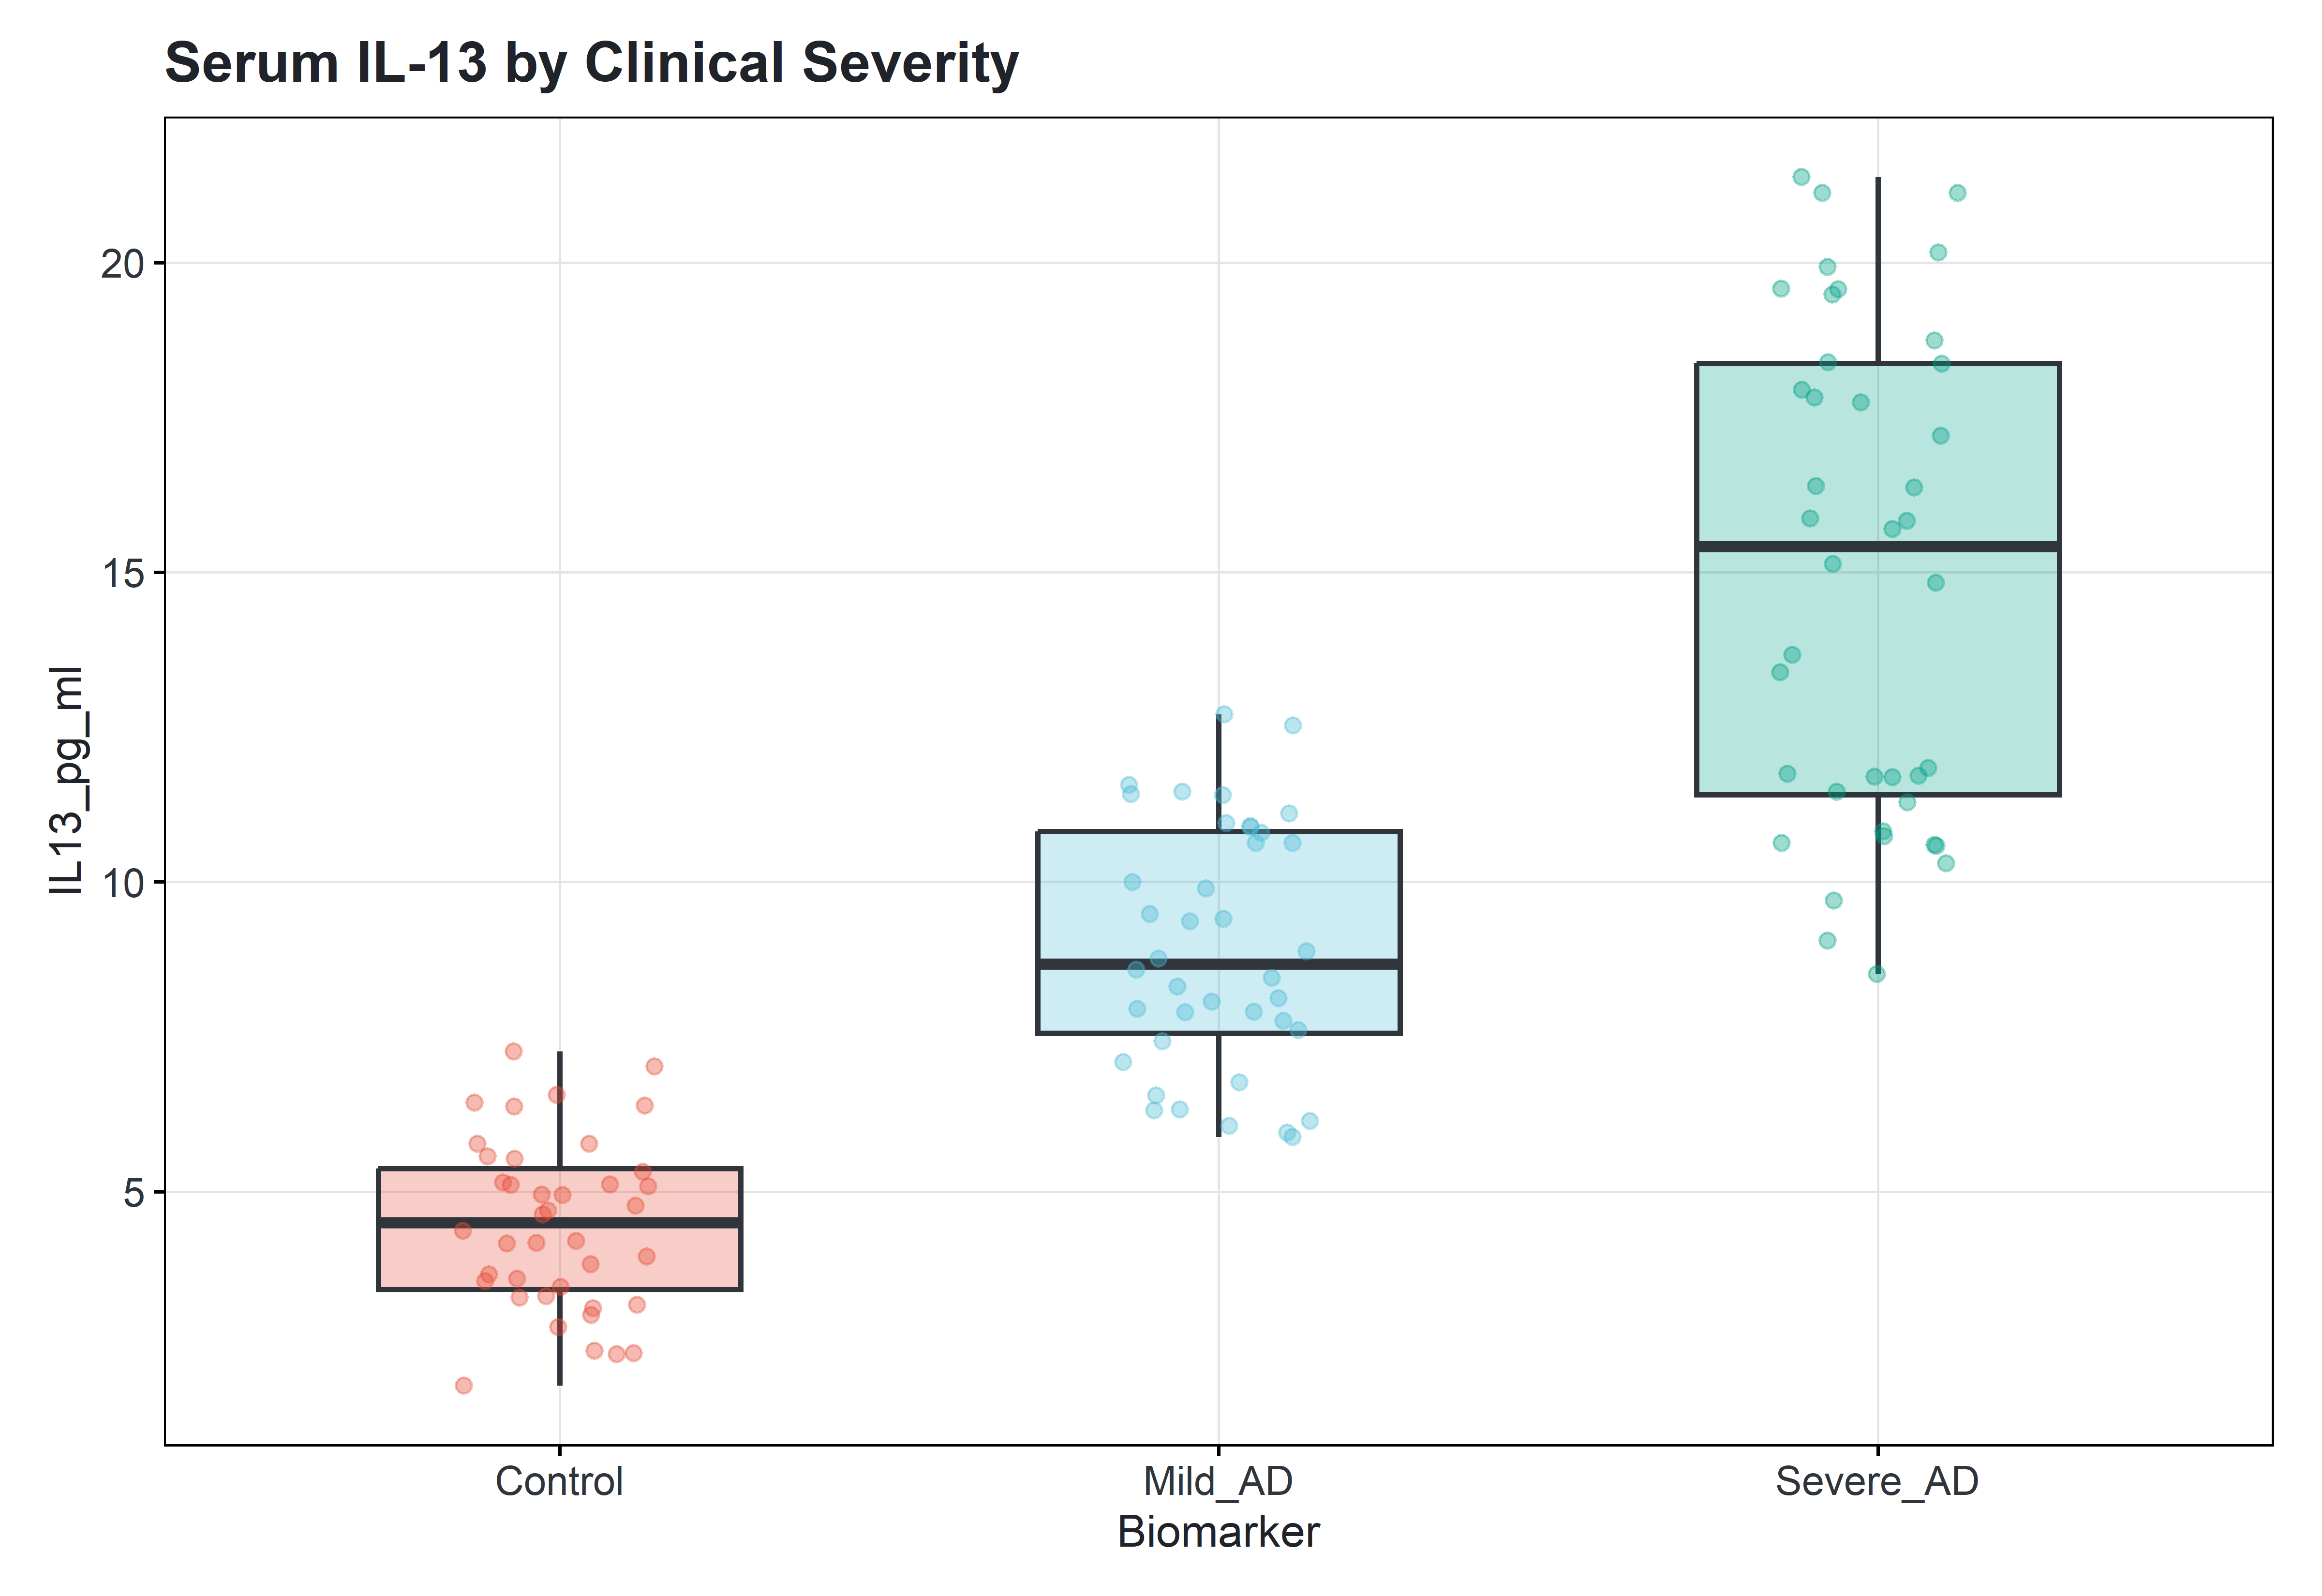 Serum IL-13 by Clinical Severity
IL13_pg_ml
20
15
10
5
Control
Mild_AD
Severe_AD
Biomarker